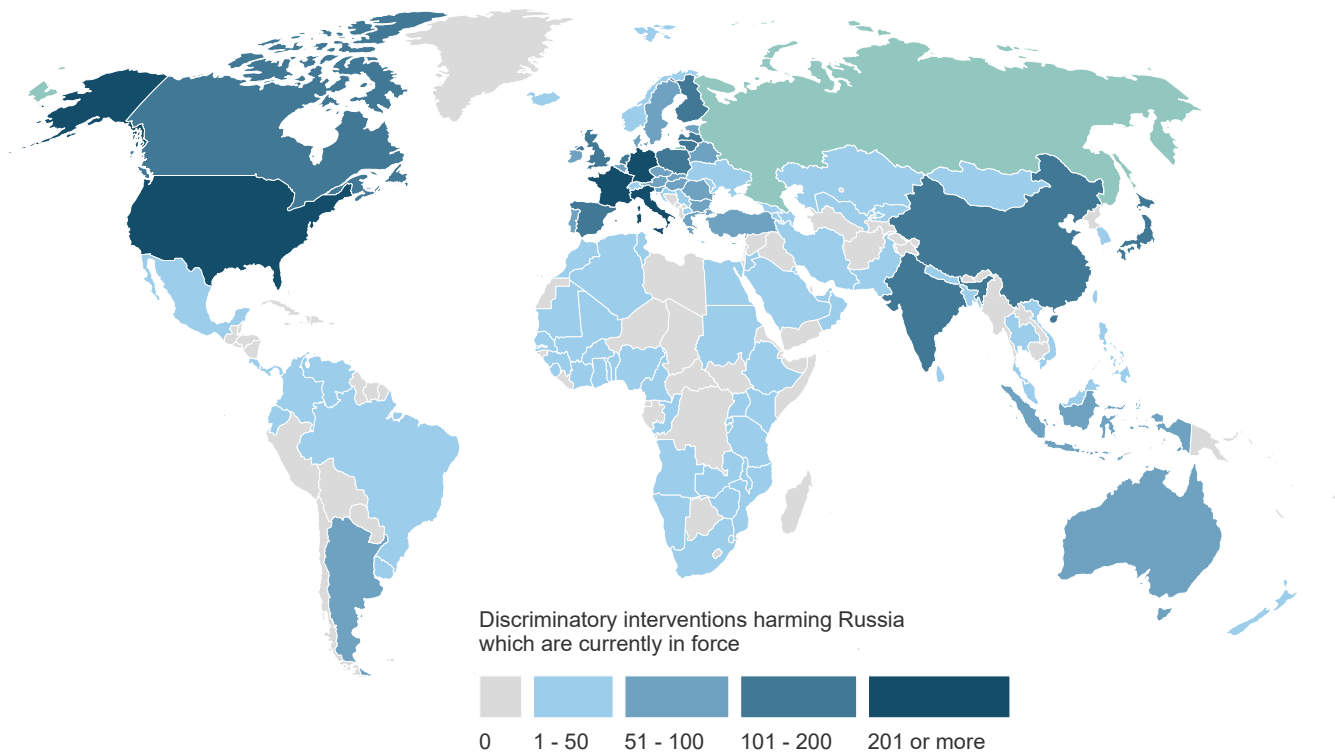 Discriminatory interventions harming Russia
which are currently in force
0 1 - 50 51 - 100 101 - 200 201 or more